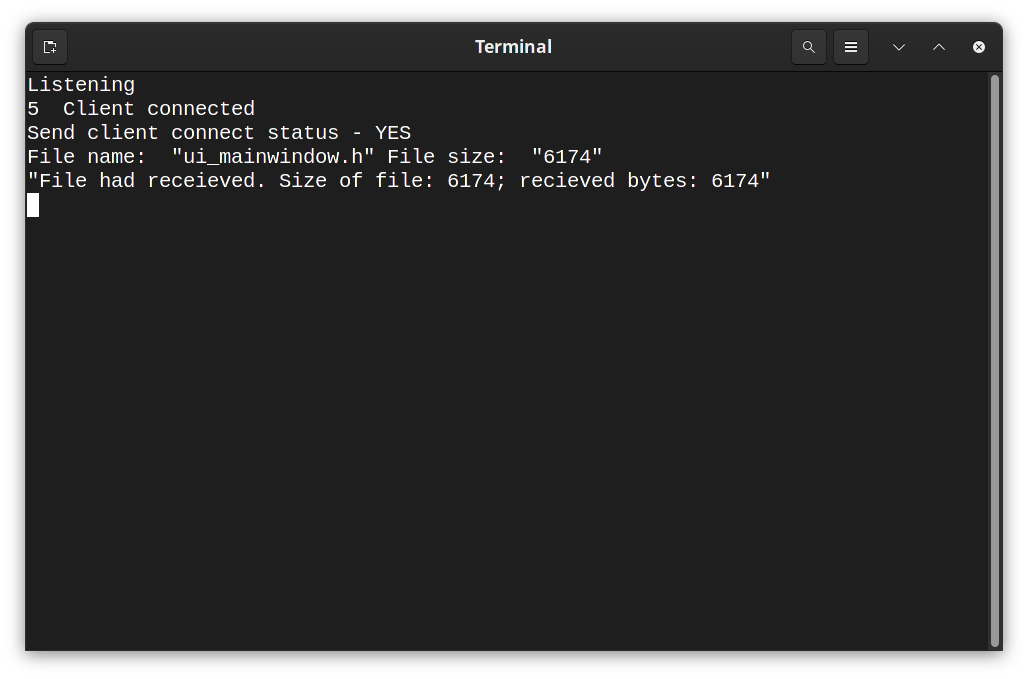 Terminal
Listening
5  Client connected
Send client connect status - YES
File name:  "ui_mainwindow.h" File size:  "6174"
"File had receieved. Size of file: 6174; recieved bytes: 6174"